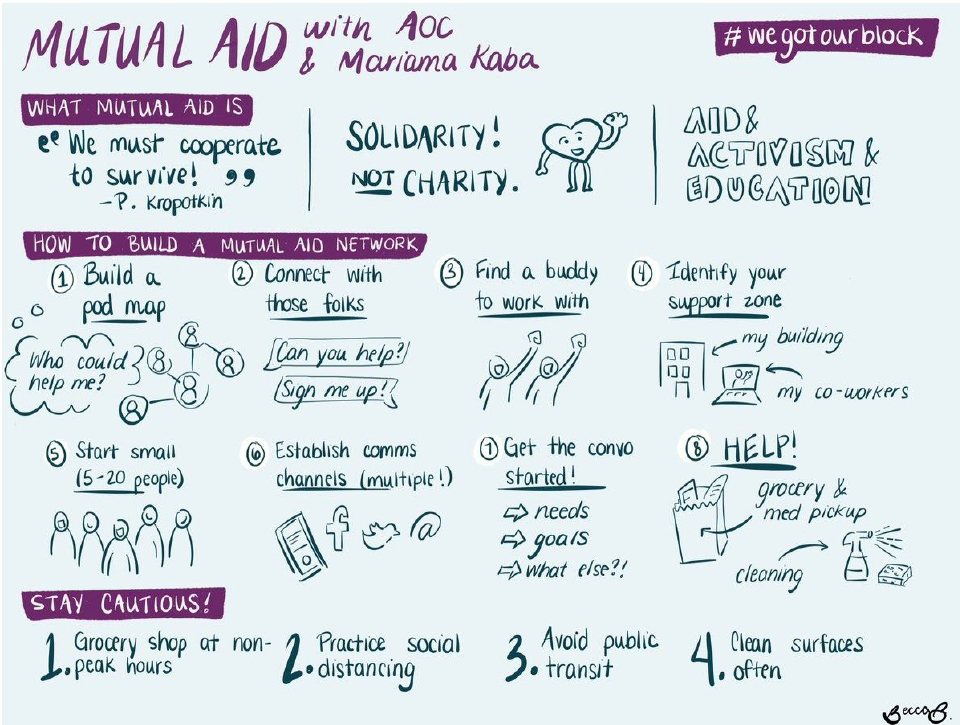 MUTUAL AID with AOC
& Mariama Kaba
#wegotourblock
WHAT MUTUAL AID IS
"We must cooperate
to survive!"
-P. Kropotkin
SOLIDARITY!
NOT CHARITY.
AID &
ACTIVISM &
EDUCATION!
HOW TO BUILD A MUTUAL AID NETWORK
1 Build a
pod map
Who could
help me?
2 Connect with
those folks
Can you help?
Sign me up!
3 Find a buddy
to work with
4 Identify your
support zone
my building
my co-workers
5 Start small
(5-20 people)
6 Establish comms
channels (multiple!)
f
@
7 Get the convo
started!
⇨ needs
⇨ goals
⇨ what else?!
8 HELP!
grocery &
med pickup
cleaning
STAY CAUTIOUS!
1. Grocery shop at non-
peak hours
2. Practice social
distancing
3. Avoid public
transit
4. Clean surfaces
often
BeccaB.